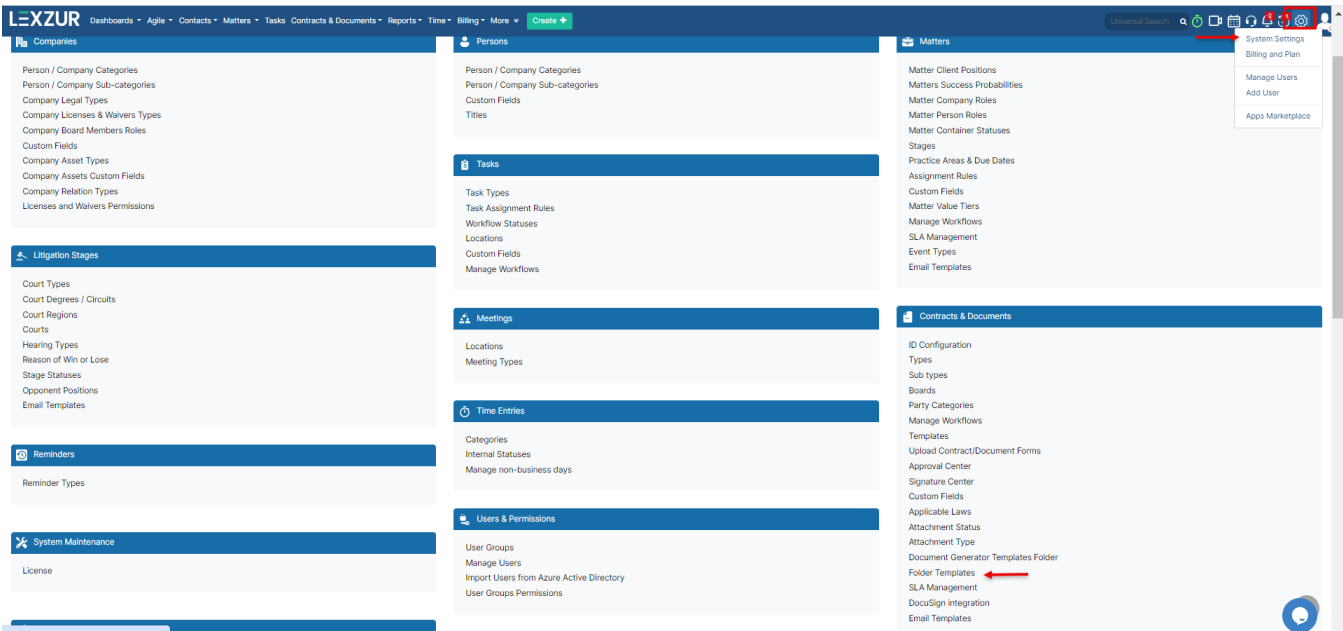 LEXZUR Dashboards Agile Contacts Matters Tasks Contracts & Documents Reports Time Billing More Create + Universal Search
System Settings
Billing and Plan
Manage Users
Add User
Apps Marketplace
Companies
Person / Company Categories
Person / Company Sub-categories
Company Legal Types
Company Licenses & Waivers Types
Company Board Members Roles
Custom Fields
Company Asset Types
Company Assets Custom Fields
Company Relation Types
Licenses and Waivers Permissions
Litigation Stages
Court Types
Court Degrees / Circuits
Court Regions
Courts
Hearing Types
Reason of Win or Lose
Stage Statuses
Opponent Positions
Email Templates
Reminders
Reminder Types
System Maintenance
License
Persons
Person / Company Categories
Person / Company Sub-categories
Custom Fields
Titles
Tasks
Task Types
Task Assignment Rules
Workflow Statuses
Locations
Custom Fields
Manage Workflows
Meetings
Locations
Meeting Types
Time Entries
Categories
Internal Statuses
Manage non-business days
Users & Permissions
User Groups
Manage Users
Import Users from Azure Active Directory
User Groups Permissions
Matters
Matter Client Positions
Matters Success Probabilities
Matter Company Roles
Matter Person Roles
Matter Container Statuses
Stages
Practice Areas & Due Dates
Assignment Rules
Custom Fields
Matter Value Tiers
Manage Workflows
SLA Management
Event Types
Email Templates
Contracts & Documents
ID Configuration
Types
Sub types
Boards
Party Categories
Manage Workflows
Templates
Upload Contract/Document Forms
Approval Center
Signature Center
Custom Fields
Applicable Laws
Attachment Status
Attachment Type
Document Generator Templates Folder
Folder Templates
SLA Management
DocuSign integration
Email Templates